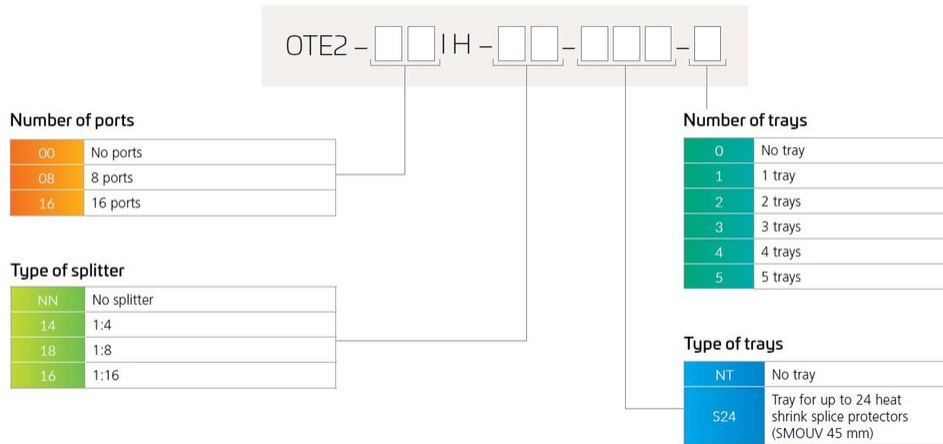 OTE2 – IH – – –
Number of ports
00 No ports
08 8 ports
16 16 ports
Type of splitter
NN No splitter
14 1:4
18 1:8
16 1:16
Number of trays
0 No tray
1 1 tray
2 2 trays
3 3 trays
4 4 trays
5 5 trays
Type of trays
NT No tray
S24 Tray for up to 24 heat
shrink splice protectors
(SMOUV 45 mm)